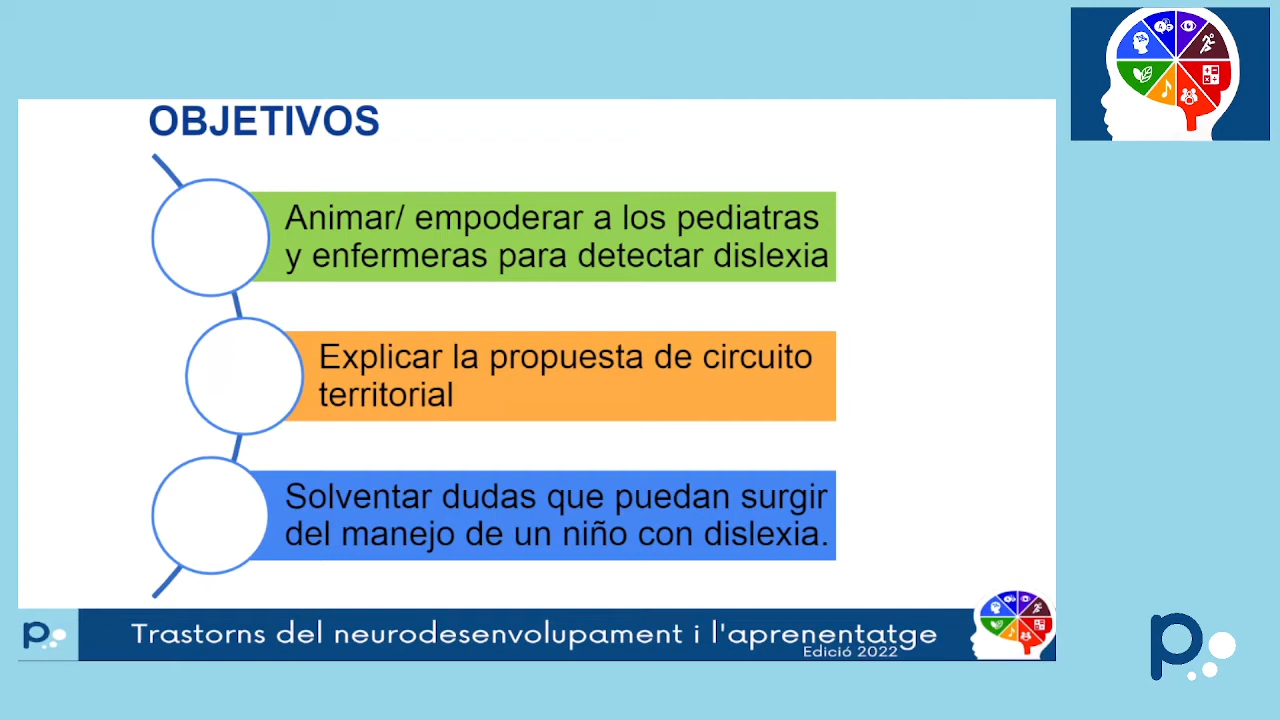 OBJETIVOS
Animar/ empoderar a los pediatras
y enfermeras para detectar dislexia
Explicar la propuesta de circuito
territorial
Solventar dudas que puedan surgir
del manejo de un niño con dislexia.
p
Trastorns del neurodesenvolupament i l'aprenentatge
Edició 2022
p